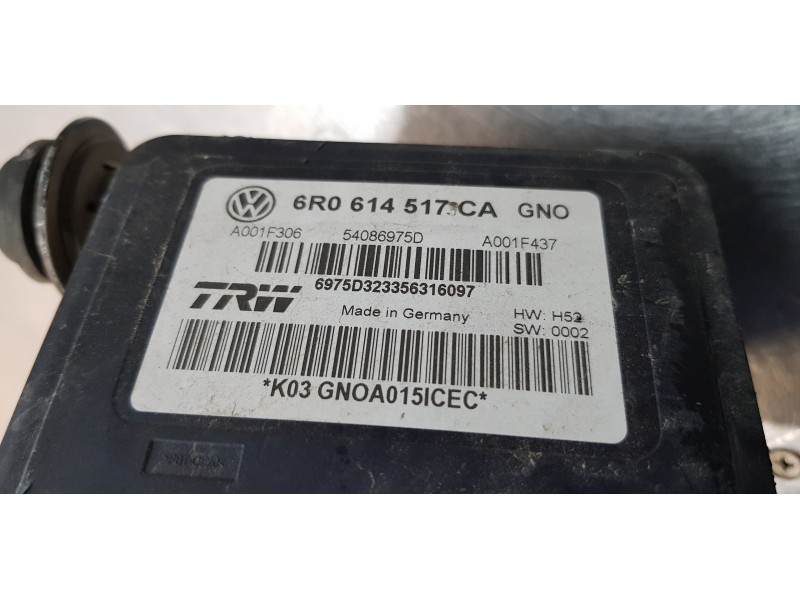 6R0 614 517 CA GNO
A001F306 54086975D A001F437
6975D323356316097
TRW
Made in Germany
HW: H52
SW: 0002
*K03 GNOA015ICEC*